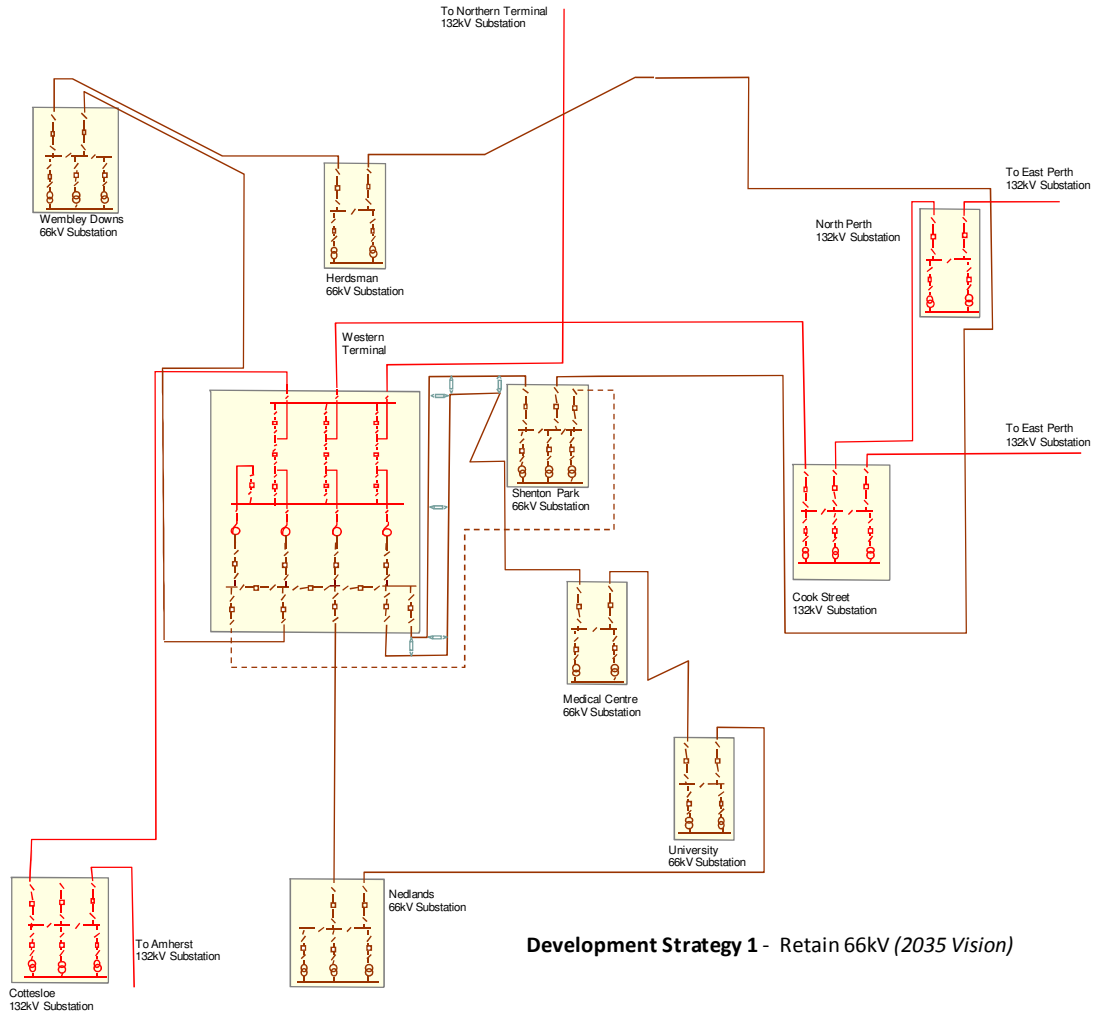 To Northern Terminal
132kV Substation
Wembley Downs
66kV Substation
Herdsman
66kV Substation
To East Perth
132kV Substation
North Perth
132kV Substation
Western
Terminal
To East Perth
132kV Substation
Shenton Park
66kV Substation
Cook Street
132kV Substation
Medical Centre
66kV Substation
University
66kV Substation
Nedlands
66kV Substation
To Amherst
132kV Substation
Cottesloe
132kV Substation
Development Strategy 1 - Retain 66kV (2035 Vision)